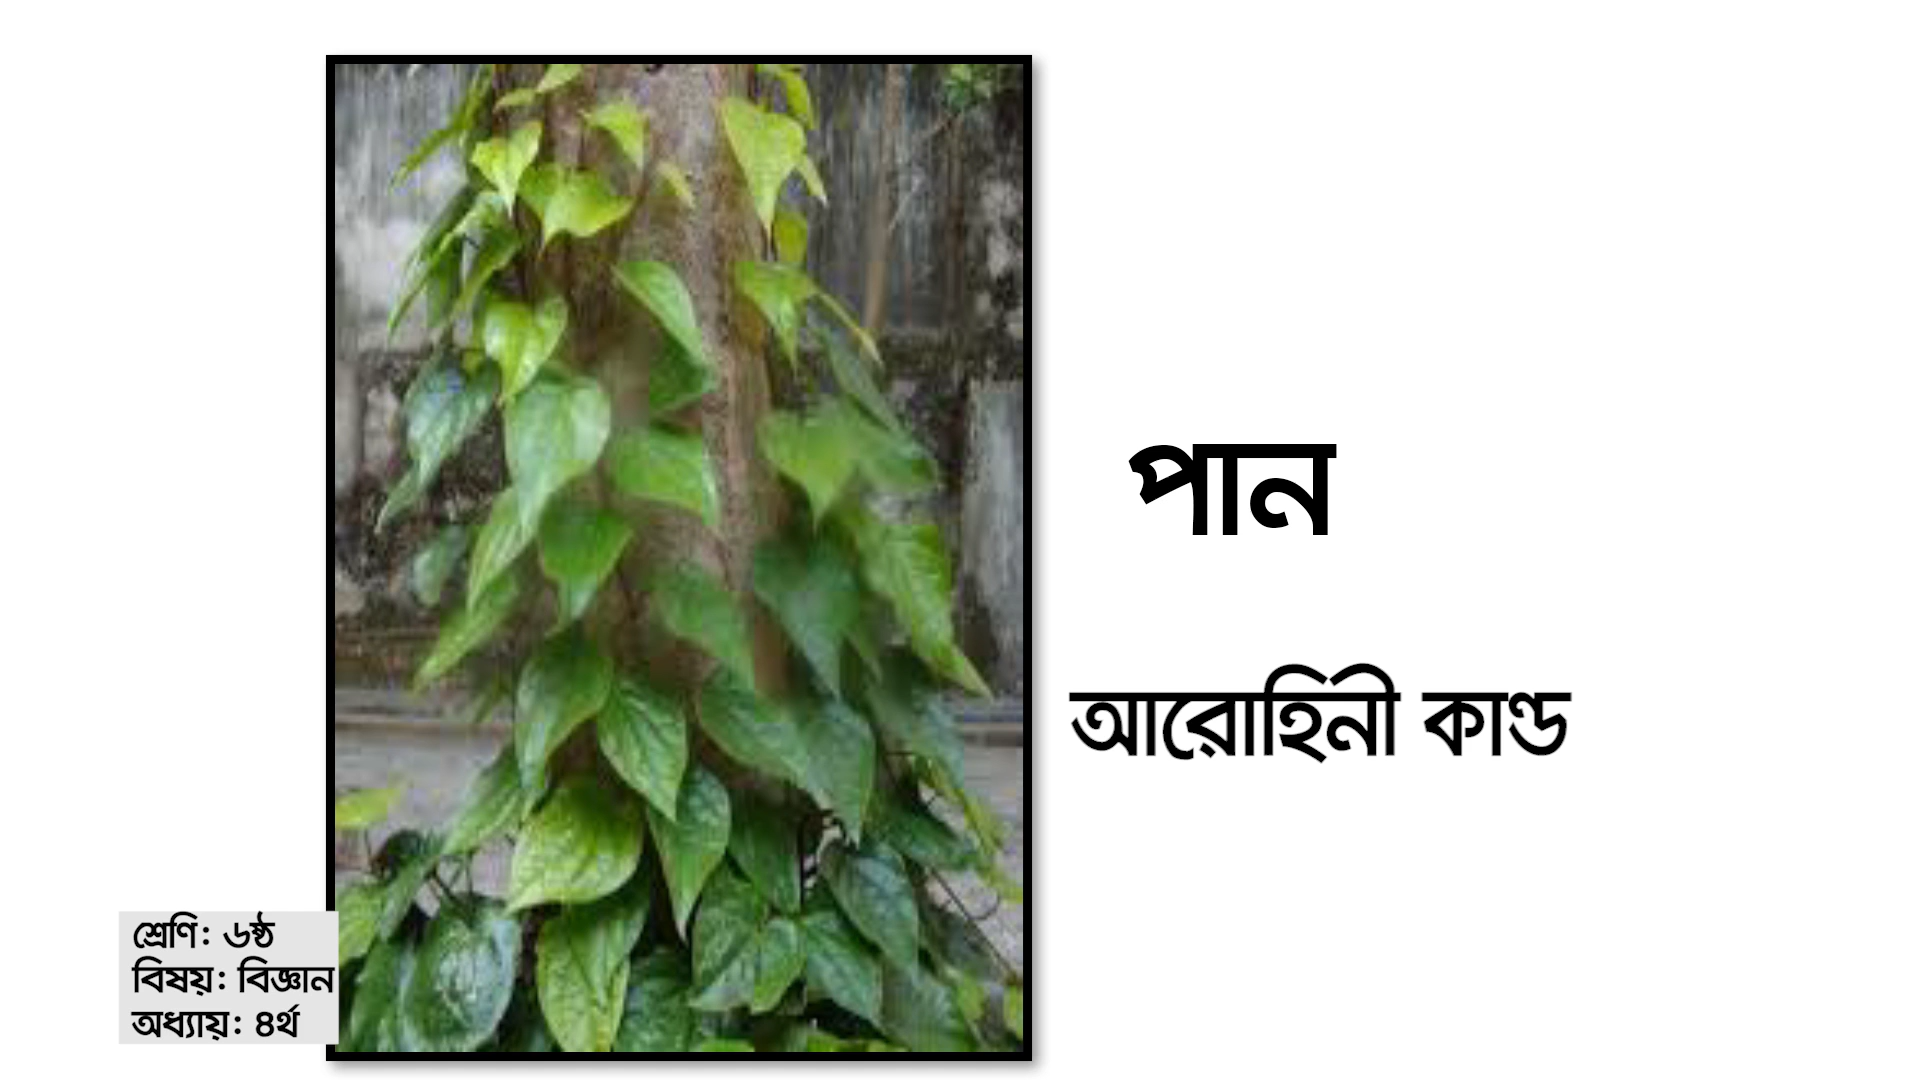 পান
আরোহিনী কাণ্ড
শ্রেণি: ৬ষ্ঠ
বিষয়: বিজ্ঞান
অধ্যায়: ৪র্থ